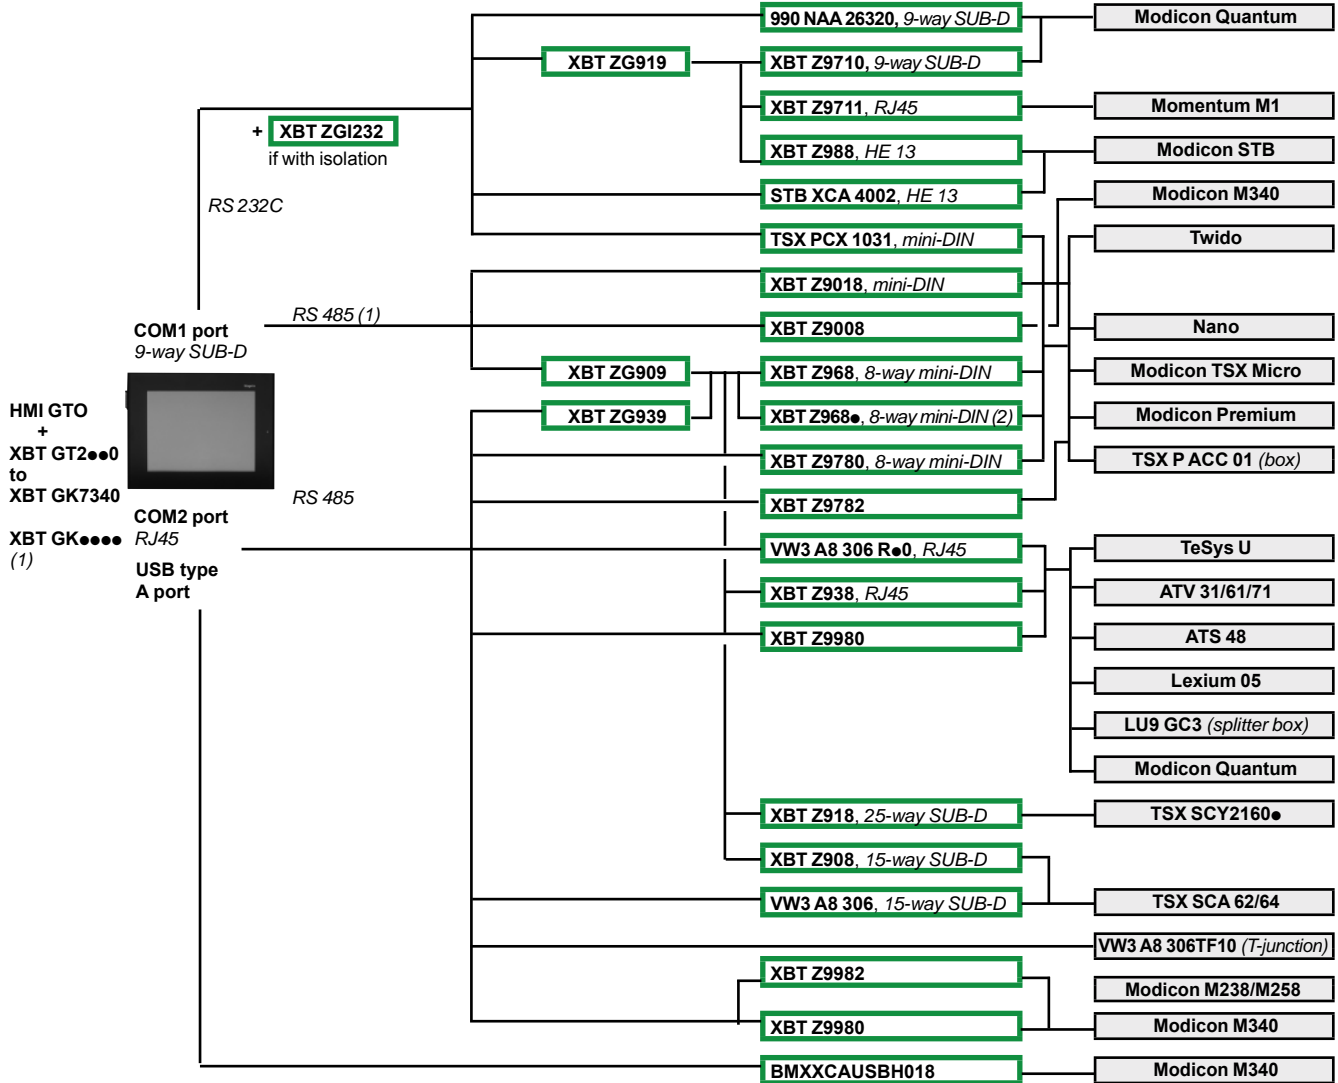 990 NAA 26320, 9-way SUB-D
Modicon Quantum
XBT ZG919
XBT Z9710, 9-way SUB-D
XBT Z9711, RJ45
Momentum M1
+ XBT ZGI232
if with isolation
XBT Z988, HE 13
Modicon STB
RS 232C
STB XCA 4002, HE 13
Modicon M340
TSX PCX 1031, mini-DIN
Twido
XBT Z9018, mini-DIN
RS 485 (1)
COM1 port
9-way SUB-D
XBT Z9008
Nano
XBT ZG909
XBT Z968, 8-way mini-DIN
Modicon TSX Micro
XBT ZG939
XBT Z968●, 8-way mini-DIN (2)
Modicon Premium
HMI GTO
+
XBT GT2●●0
to
XBT GK7340
XBT Z9780, 8-way mini-DIN
TSX P ACC 01 (box)
RS 485
XBT Z9782
XBT GK●●●●
(1)
COM2 port
RJ45
USB type
A port
VW3 A8 306 R●0, RJ45
TeSys U
XBT Z938, RJ45
ATV 31/61/71
XBT Z9980
ATS 48
Lexium 05
LU9 GC3 (splitter box)
Modicon Quantum
XBT Z918, 25-way SUB-D
TSX SCY2160●
XBT Z908, 15-way SUB-D
VW3 A8 306, 15-way SUB-D
TSX SCA 62/64
VW3 A8 306TF10 (T-junction)
XBT Z9982
Modicon M238/M258
XBT Z9980
Modicon M340
BMXXCAUSBH018
Modicon M340